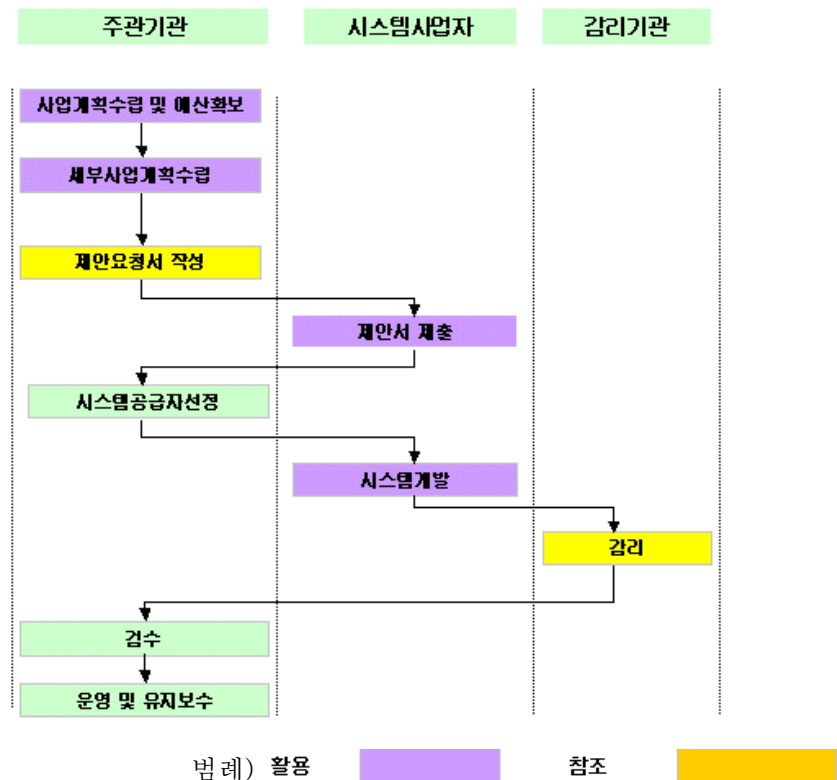 주관기관 시스템사업자 감리기관
사업계획수립 및 예산확보
세부사업계획수립
제안요청서 작성
제안서 제출
시스템공급자선정
시스템개발
감리
검수
운영 및 유지보수
범례) 활용 참조